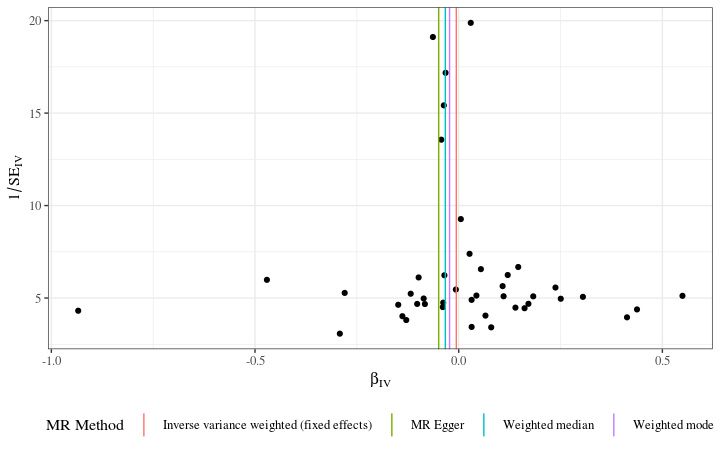 20
15
10
5
1/SE_IV
-1.0 -0.5 0.0 0.5
β_IV
MR Method Inverse variance weighted (fixed effects) MR Egger Weighted median Weighted mode